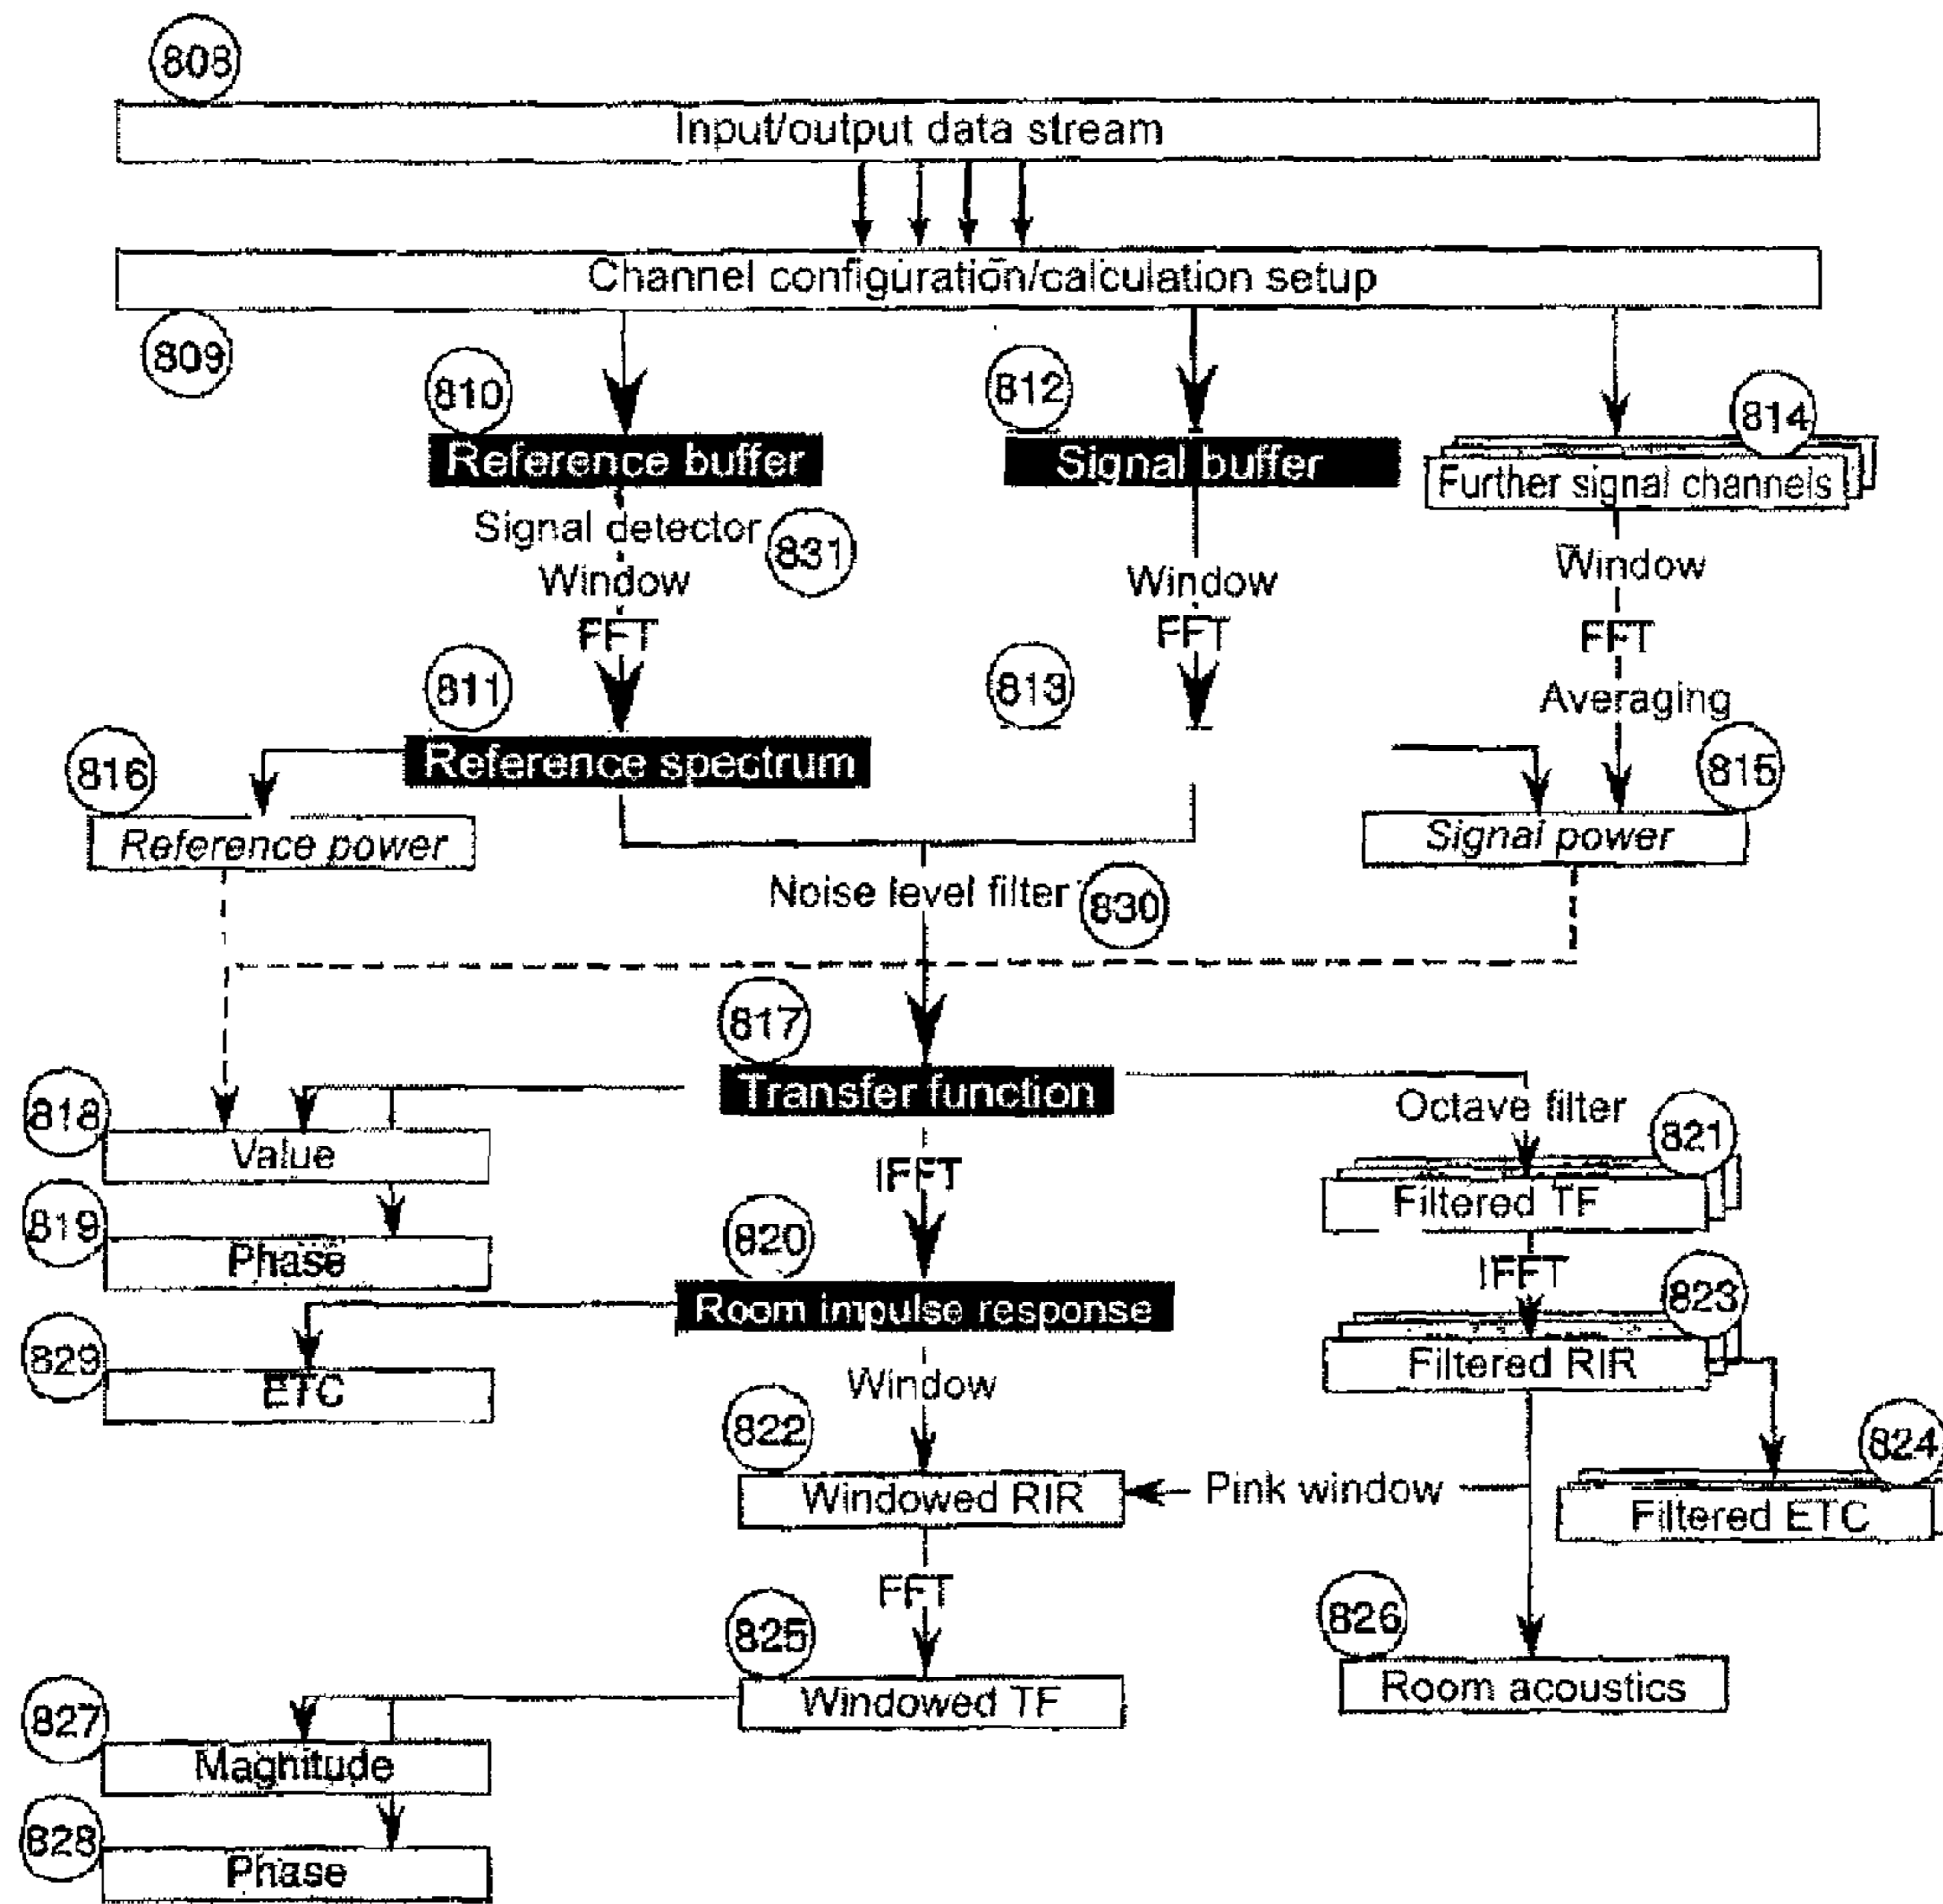 808
Input/output data stream
Channel configuration/calculation setup
809
810
812
814
Reference buffer
Signal buffer
Further signal channels
Signal detector
831
Window
Window
Window
FFT
FFT
FFT
811
813
Averaging
816
Reference spectrum
815
Reference power
Signal power
Noise level filter
830
817
Transfer function
818
Octave filter
821
Value
IFFT
Filtered TF
819
820
Phase
IFFT
823
Room impulse response
829
Filtered RIR
ETC
Window
822
824
Windowed RIR
Pink window
Filtered ETC
FFT
825
826
Windowed TF
Room acoustics
827
Magnitude
828
Phase